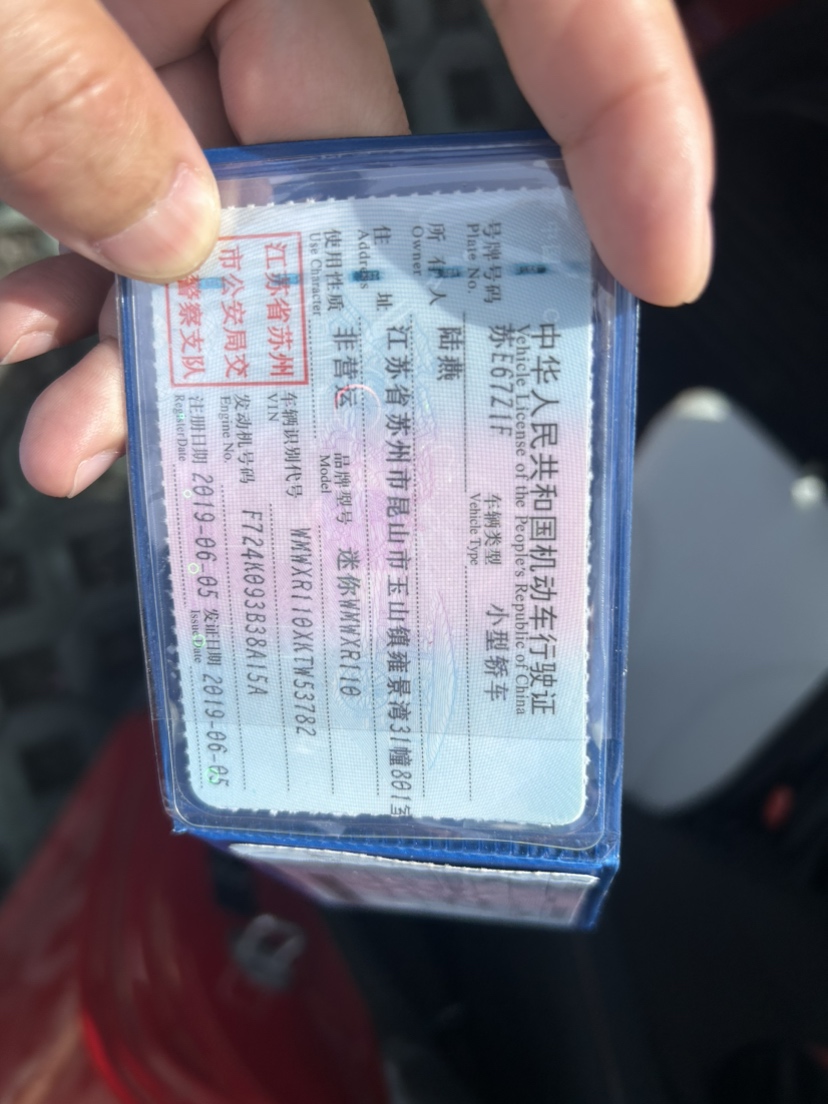 中华人民共和国机动车行驶证
Vehicle License of the People's Republic of China
号牌号码 苏E67Z1F 车辆类型 小型轿车
Plate No. Vehicle Type
所有人 陆燕
Owner
住址 江苏省苏州市昆山市玉山镇雍景湾31幢801室
Address
使用性质 非营运 品牌型号 迷你WMWXR110
Use Character Model
江苏省苏州
市公安局交
警察支队
车辆识别代号 WMWXR110XKTW53782
VIN
发动机号码 F724K093B38A15A
Engine No.
注册日期 2019-06-05 发证日期 2019-06-05
Register Date Issue Date